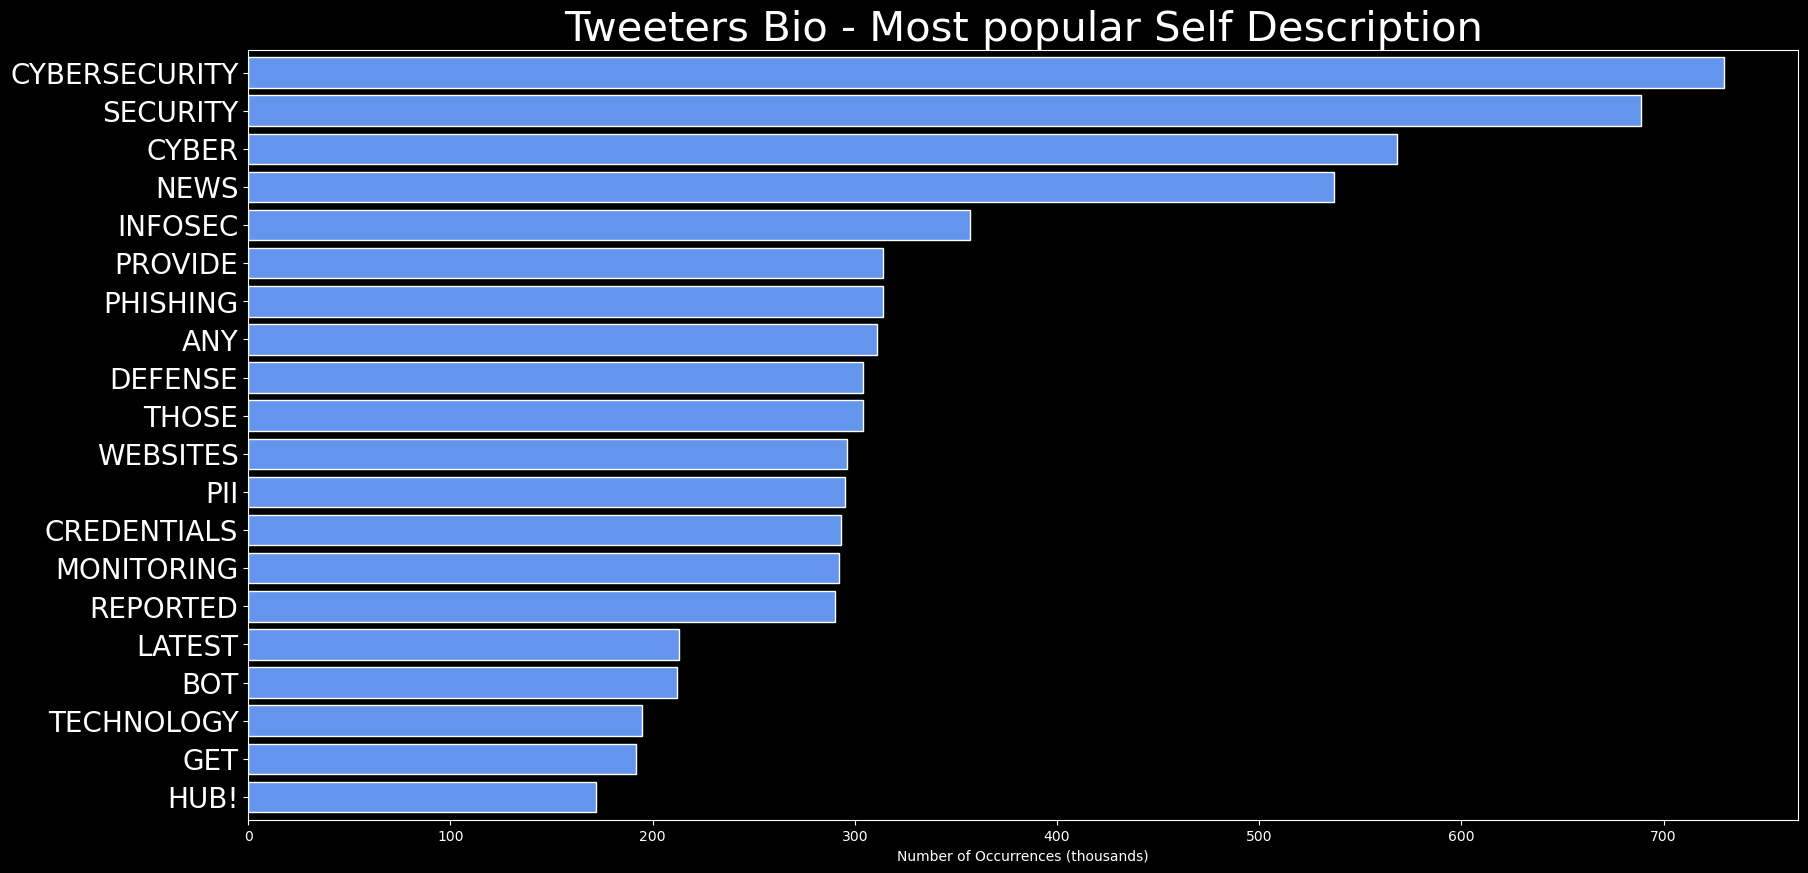 Tweeters Bio - Most popular Self Description
CYBERSECURITY
SECURITY
CYBER
NEWS
INFOSEC
PROVIDE
PHISHING
ANY
DEFENSE
THOSE
WEBSITES
PII
CREDENTIALS
MONITORING
REPORTED
LATEST
BOT
TECHNOLOGY
GET
HUB!
0 100 200 300 400 500 600 700
Number of Occurrences (thousands)